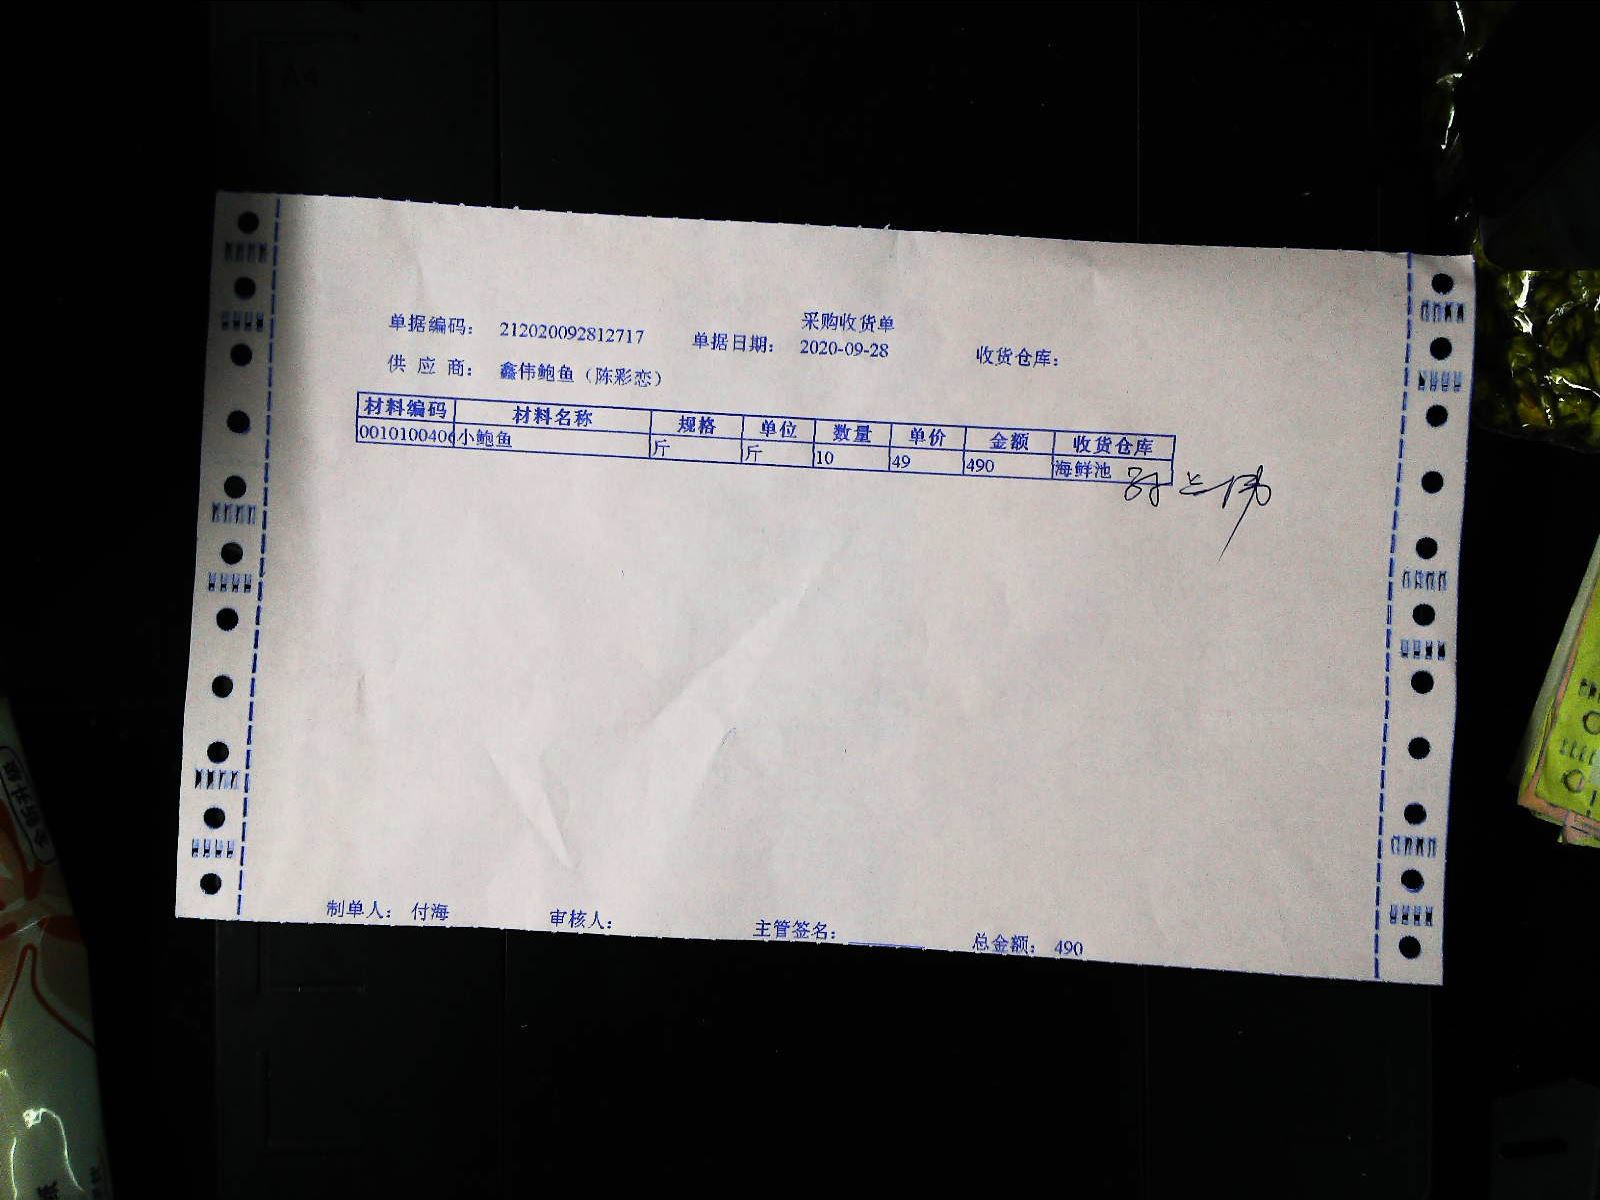 采购收货单
单据编码： 212020092812717 单据日期： 2020-09-28 收货仓库：
供 应 商： 鑫伟鲍鱼（陈彩恋）
材料编码 材料名称 规格 单位 数量 单价 金额 收货仓库
0010100406 小鲍鱼 斤 斤 10 49 490 海鲜池
制单人： 付海 审核人： 主管签名： 总金额： 490